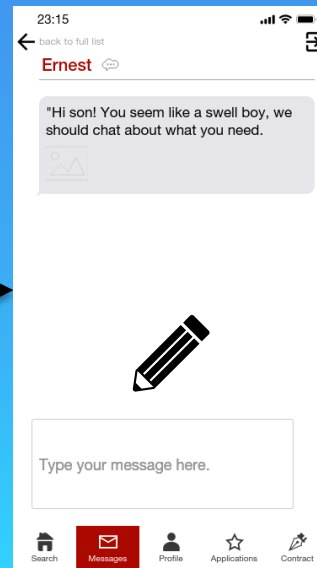 23:15
back to full list
Ernest
"Hi son! You seem like a swell boy, we
should chat about what you need.
Type your message here.
Search Messages Profile Applications Contract